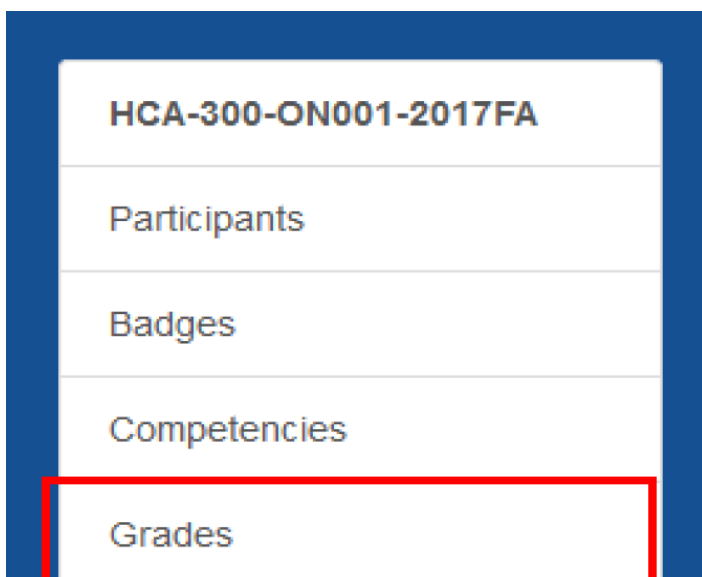 HCA-300-ON001-2017FA
Participants
Badges
Competencies
Grades